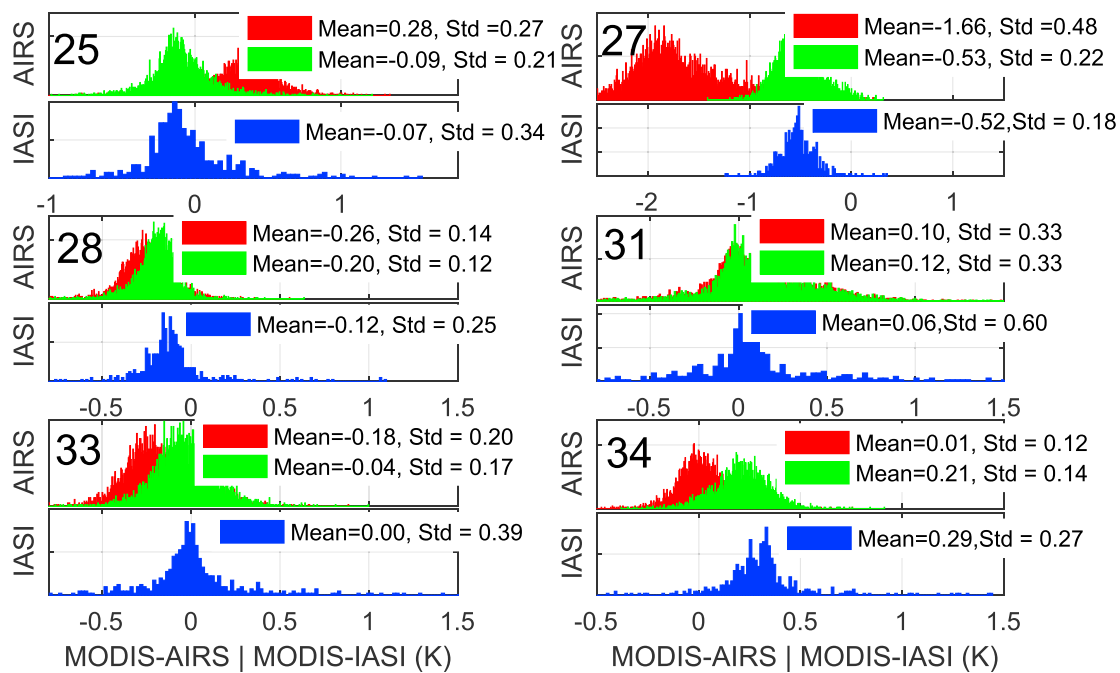 AIRS
25
Mean=0.28, Std =0.27
Mean=-0.09, Std = 0.21
IASI
Mean=-0.07, Std = 0.34
-1 0 1
AIRS
27
Mean=-1.66, Std =0.48
Mean=-0.53, Std = 0.22
IASI
Mean=-0.52,Std = 0.18
-2 -1 0 1
AIRS
28
Mean=-0.26, Std = 0.14
Mean=-0.20, Std = 0.12
IASI
Mean=-0.12, Std = 0.25
-0.5 0 0.5 1 1.5
AIRS
31
Mean=0.10, Std = 0.33
Mean=0.12, Std = 0.33
IASI
Mean=0.06,Std = 0.60
-0.5 0 0.5 1 1.5
AIRS
33
Mean=-0.18, Std = 0.20
Mean=-0.04, Std = 0.17
IASI
Mean=0.00, Std = 0.39
-0.5 0 0.5 1 1.5
MODIS-AIRS | MODIS-IASI (K)
AIRS
34
Mean=0.01, Std = 0.12
Mean=0.21, Std = 0.14
IASI
Mean=0.29,Std = 0.27
-0.5 0 0.5 1 1.5
MODIS-AIRS | MODIS-IASI (K)